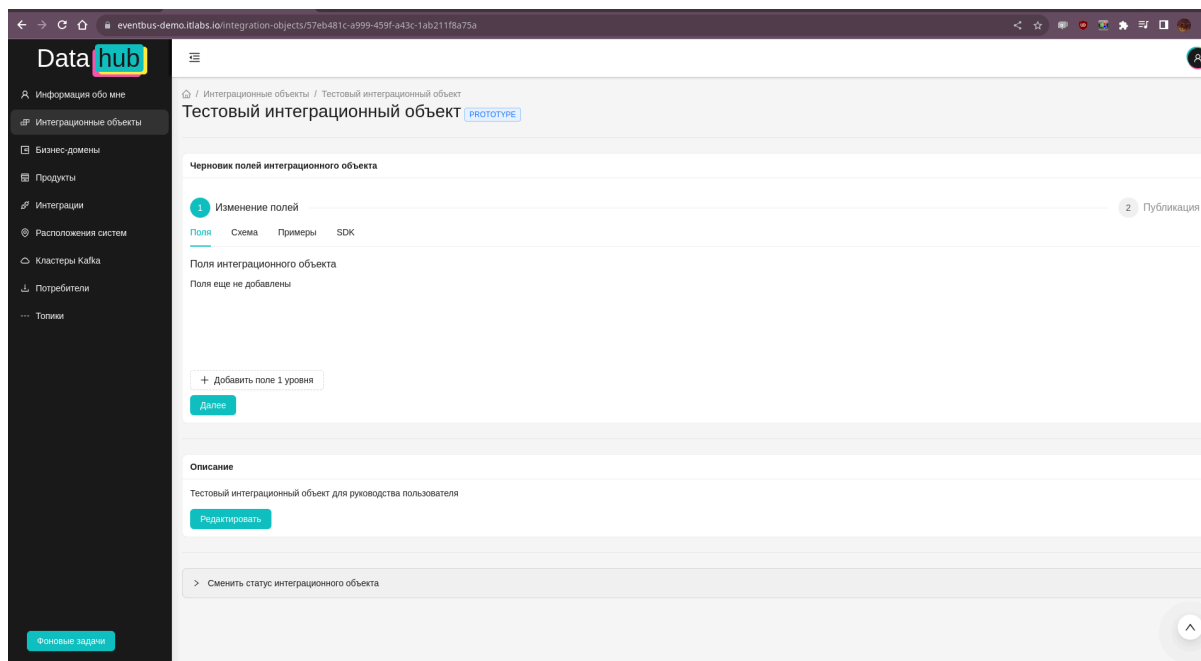 eventbus-demo.itlabs.io/integration-objects/57eb481c-a999-459f-a43c-1ab211f8a75a
Data hub
Информация обо мне
Интеграционные объекты
Бизнес-домены
Продукты
Интеграции
Расположения систем
Кластеры Kafka
Потребители
Топики
Фоновые задачи
/ Интеграционные объекты / Тестовый интеграционный объект
Тестовый интеграционный объект PROTOTYPE
Черновик полей интеграционного объекта
1 Изменение полей 2 Публикация
Поля Схема Примеры SDK
Поля интеграционного объекта
Поля еще не добавлены
+ Добавить поле 1 уровня
Далее
Описание
Тестовый интеграционный объект для руководства пользователя
Редактировать
> Сменить статус интеграционного объекта